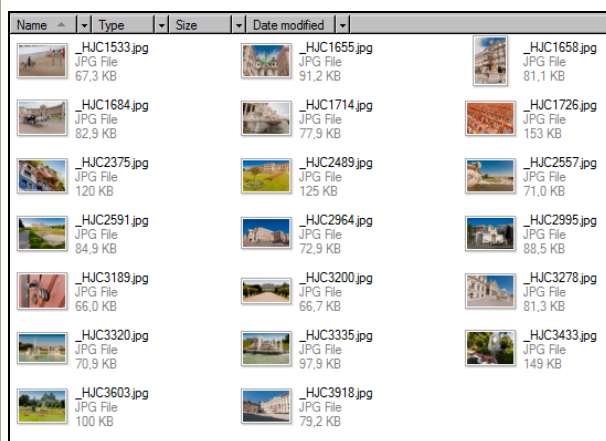 Name Type Size Date modified
_HJC1533.jpg
JPG File
67,3 KB
_HJC1655.jpg
JPG File
91,2 KB
_HJC1658.jpg
JPG File
81,1 KB
_HJC1684.jpg
JPG File
82,9 KB
_HJC1714.jpg
JPG File
77,9 KB
_HJC1726.jpg
JPG File
153 KB
_HJC2375.jpg
JPG File
120 KB
_HJC2489.jpg
JPG File
125 KB
_HJC2557.jpg
JPG File
71,0 KB
_HJC2591.jpg
JPG File
84,9 KB
_HJC2964.jpg
JPG File
72,9 KB
_HJC2995.jpg
JPG File
88,5 KB
_HJC3189.jpg
JPG File
66,0 KB
_HJC3200.jpg
JPG File
66,7 KB
_HJC3278.jpg
JPG File
81,3 KB
_HJC3320.jpg
JPG File
70,9 KB
_HJC3335.jpg
JPG File
97,9 KB
_HJC3433.jpg
JPG File
149 KB
_HJC3603.jpg
JPG File
100 KB
_HJC3918.jpg
JPG File
79,2 KB